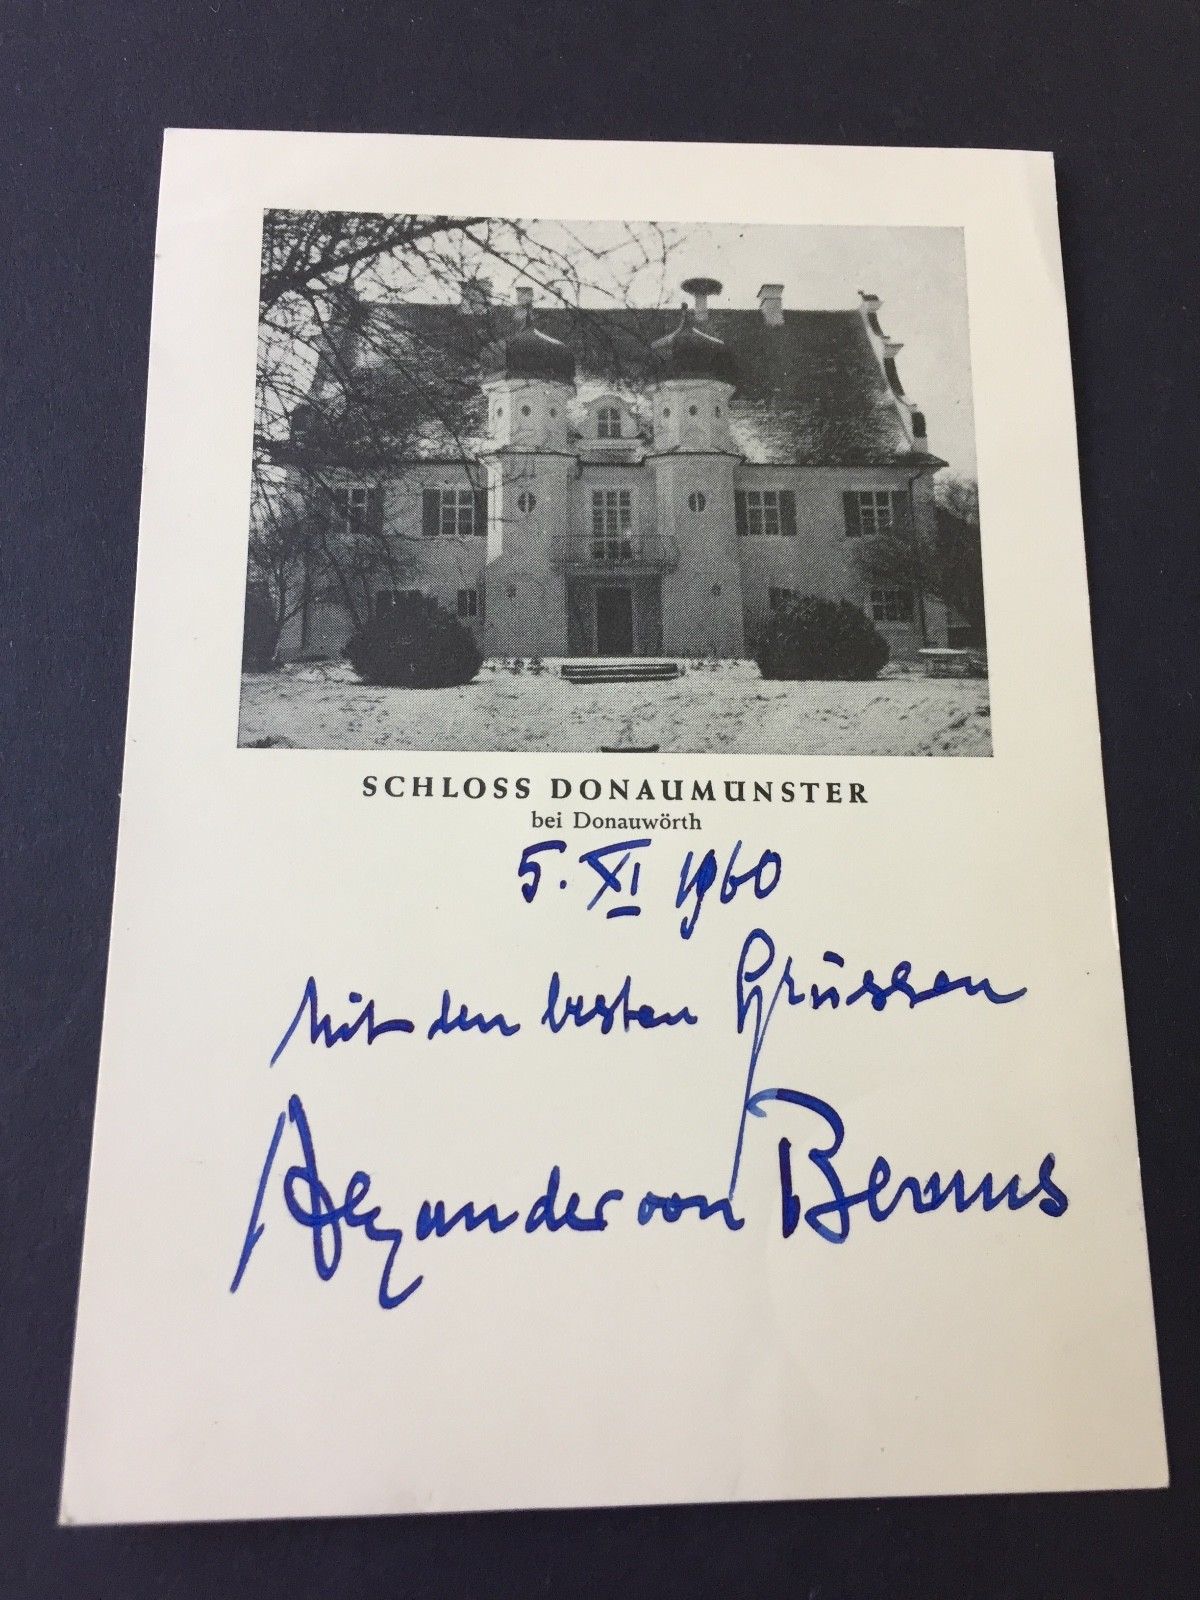 SCHLOSS DONAUMÜNSTER
bei Donauwörth
5. XI 1960
Mit den besten Grüssen
Alexander von Bernus